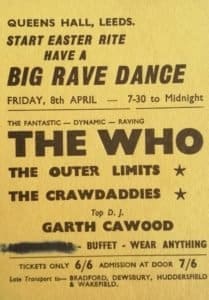 QUEENS HALL, LEEDS.
START EASTER RITE
HAVE A
BIG RAVE DANCE
FRIDAY, 8th APRIL — 7-30 to Midnight
THE FANTASTIC — DYNAMIC — RAVING
THE WHO
THE OUTER LIMITS ★
THE CRAWDADDIES ★
Top D. J.
GARTH CAWOOD
- BUFFET - WEAR ANYTHING
TICKETS ONLY 6/6 ADMISSION AT DOOR 7/6
Late Transport to— BRADFORD, DEWSBURY, HUDDERSFIELD
& WAKEFIELD.